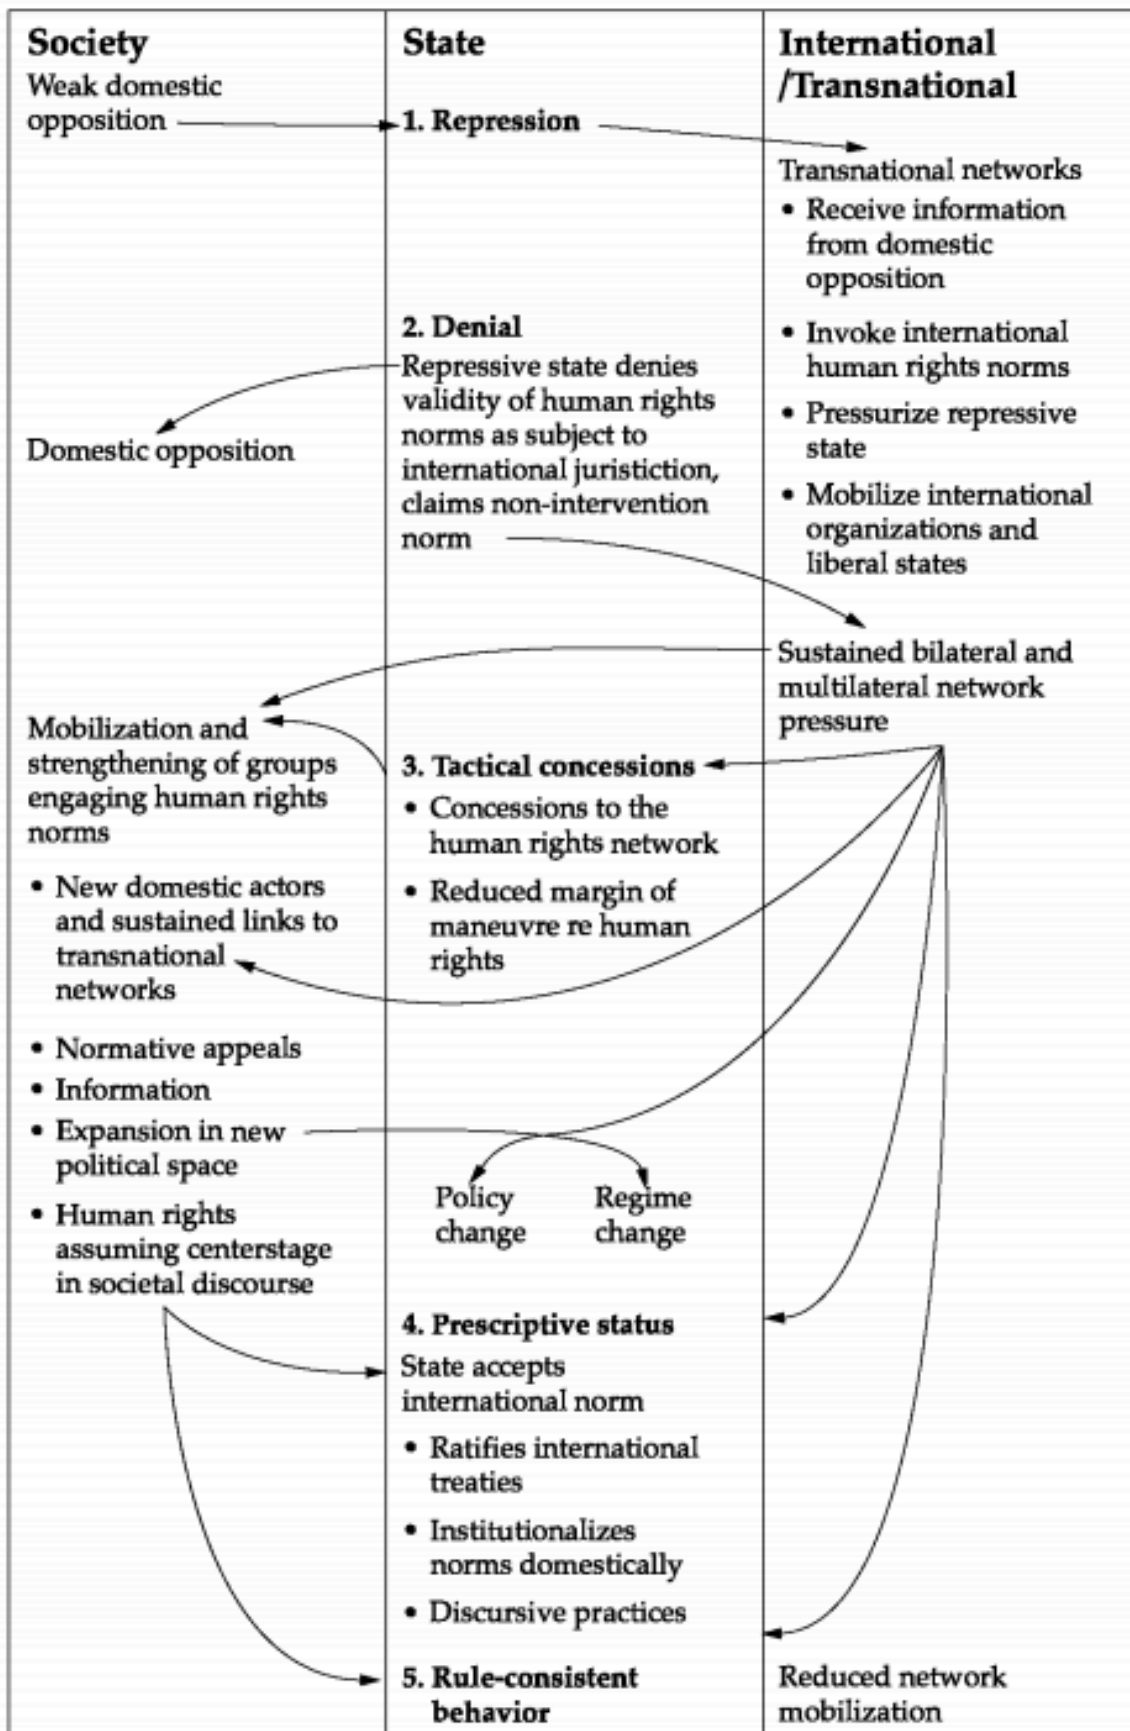 Society
Weak domestic
opposition
State
1. Repression
International
/Transnational
Transnational networks
• Receive information
from domestic
opposition
• Invoke international
human rights norms
• Pressurize repressive
state
• Mobilize international
organizations and
liberal states
2. Denial
Repressive state denies
validity of human rights
norms as subject to
international juristiction,
claims non-intervention
norm
Domestic opposition
Sustained bilateral and
multilateral network
pressure
Mobilization and
strengthening of groups
engaging human rights
norms
• New domestic actors
and sustained links to
transnational
networks
• Normative appeals
• Information
• Expansion in new
political space
• Human rights
assuming centerstage
in societal discourse
3. Tactical concessions
• Concessions to the
human rights network
• Reduced margin of
maneuvre re human
rights
Policy
change
Regime
change
4. Prescriptive status
State accepts
international norm
• Ratifies international
treaties
• Institutionalizes
norms domestically
• Discursive practices
5. Rule-consistent
behavior
Reduced network
mobilization